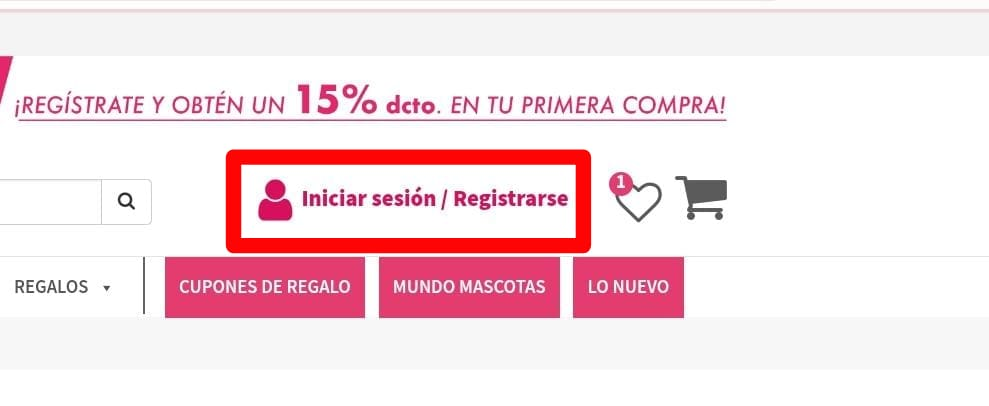 ¡REGÍSTRATE Y OBTÉN UN 15% dcto. EN TU PRIMERA COMPRA!
Iniciar sesión / Registrarse
1
REGALOS
CUPONES DE REGALO
MUNDO MASCOTAS
LO NUEVO